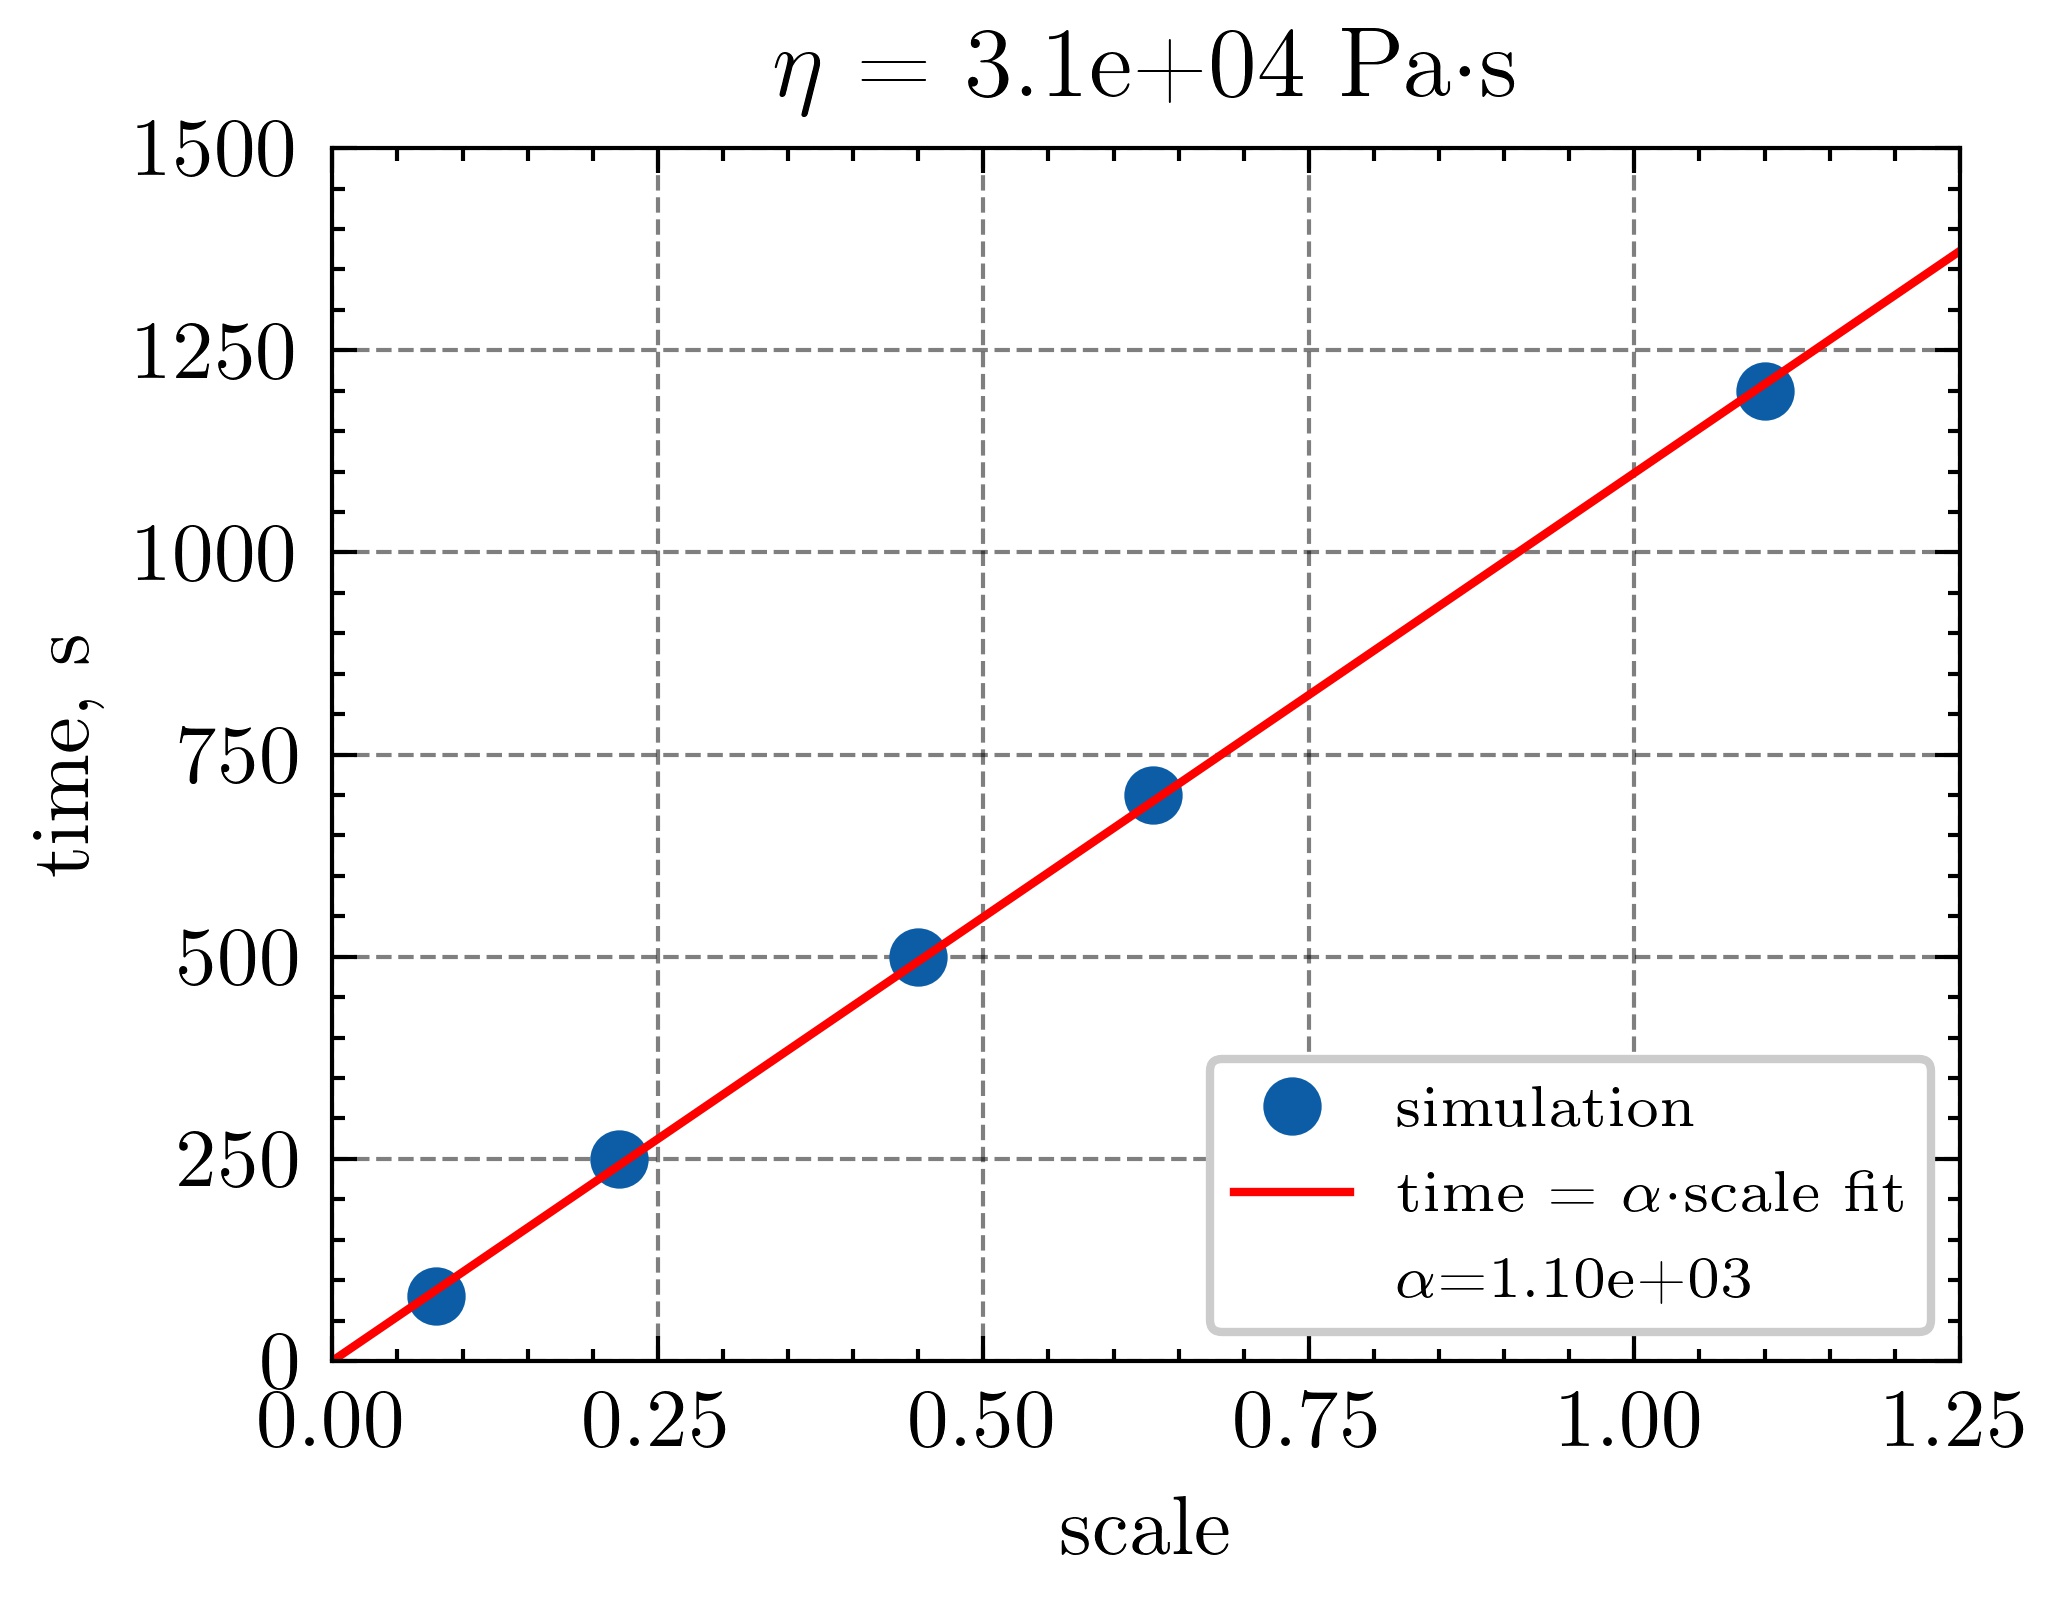 η = 3.1e+04 Pa·s
1500
1250
1000
750
500
250
0
time, s
simulation
time = α·scale fit
α=1.10e+03
0.00 0.25 0.50 0.75 1.00 1.25
scale